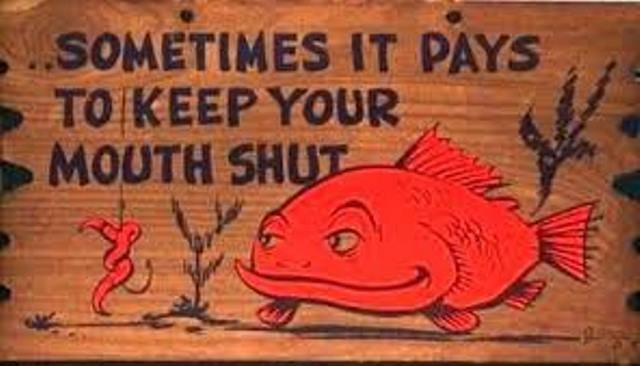 ..SOMETIMES IT PAYS
TO KEEP YOUR
MOUTH SHUT